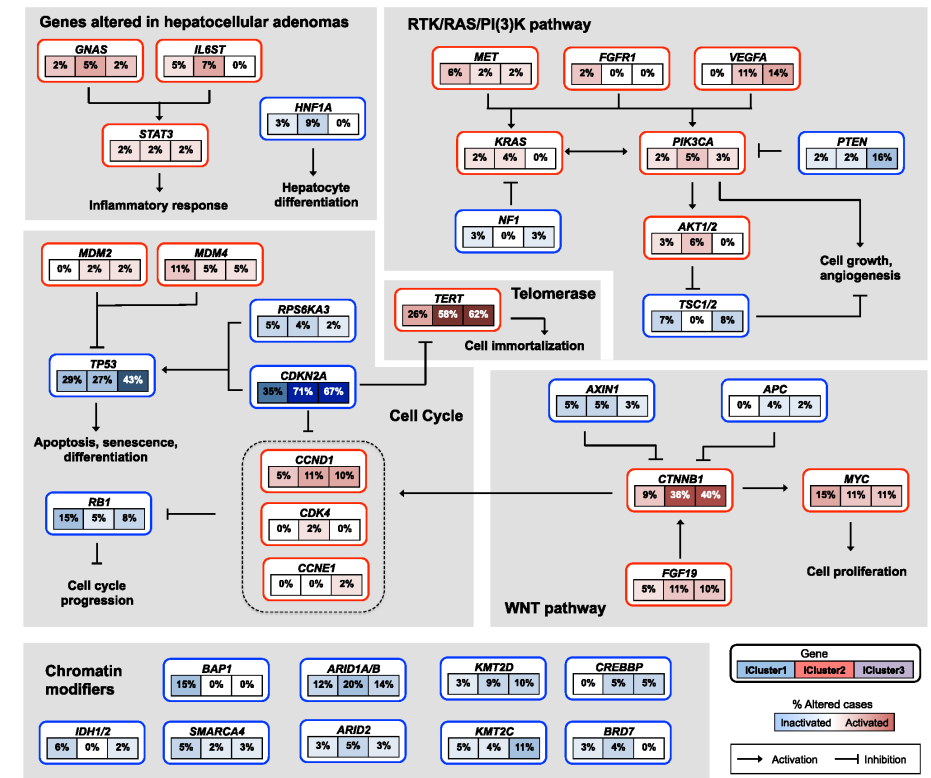 Genes altered in hepatocellular adenomas
GNAS
2% 5% 2%
IL6ST
5% 7% 0%
HNF1A
3% 9% 0%
STAT3
2% 2% 2%
Inflammatory response
Hepatocyte
differentiation
RTK/RAS/PI(3)K pathway
MET
6% 2% 2%
FGFR1
2% 0% 0%
VEGFA
0% 11% 14%
KRAS
2% 4% 0%
PIK3CA
2% 5% 3%
PTEN
2% 2% 16%
NF1
3% 0% 3%
AKT1/2
3% 6% 0%
Cell growth,
angiogenesis
TSC1/2
7% 0% 8%
MDM2
0% 2% 2%
MDM4
11% 5% 5%
RPS6KA3
5% 4% 2%
TP53
29% 27% 43%
CDKN2A
35% 71% 67%
Cell Cycle
Apoptosis, senescence,
differentiation
CCND1
5% 11% 10%
CDK4
0% 2% 0%
CCNE1
0% 0% 2%
RB1
15% 5% 8%
Cell cycle
progression
TERT
26% 58% 62%
Telomerase
Cell immortalization
AXIN1
5% 5% 3%
APC
0% 4% 2%
CTNNB1
9% 36% 40%
MYC
15% 11% 11%
FGF19
5% 11% 10%
Cell proliferation
WNT pathway
Chromatin
modifiers
BAP1
15% 0% 0%
ARID1A/B
12% 20% 14%
KMT2D
3% 9% 10%
CREBBP
0% 5% 5%
IDH1/2
6% 0% 2%
SMARCA4
5% 2% 3%
ARID2
3% 5% 3%
KMT2C
5% 4% 11%
BRD7
3% 4% 0%
Gene
ICluster1 ICluster2 ICluster3
% Altered cases
Inactivated Activated
Activation Inhibition